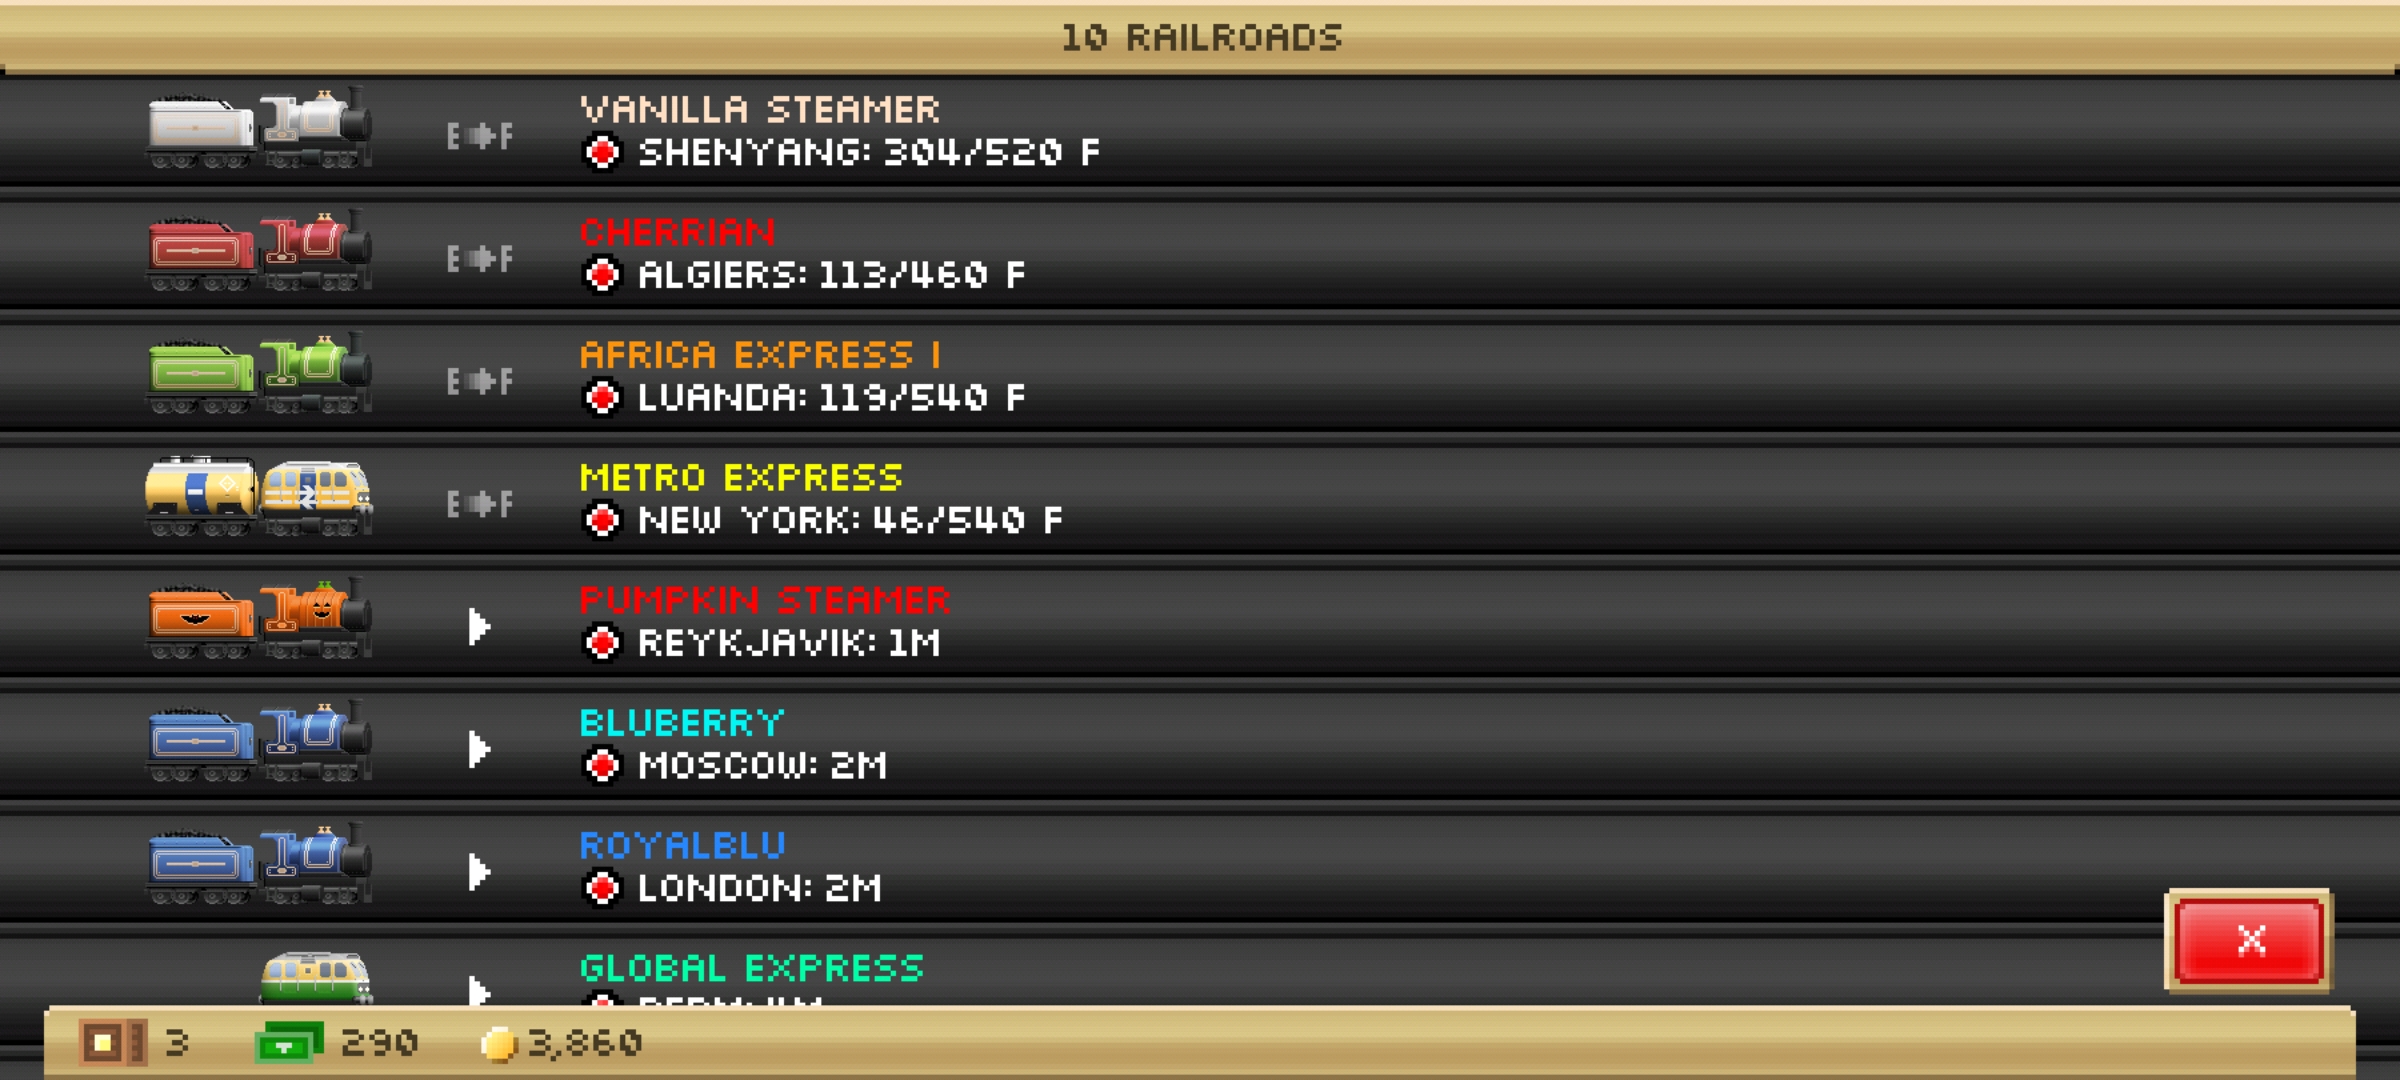 10 RAILROADS
E F
VANILLA STEAMER
SHENYANG: 304/520 F
E F
CHERRIAN
ALGIERS: 113/460 F
E F
AFRICA EXPRESS I
LUANDA: 119/540 F
E F
METRO EXPRESS
NEW YORK: 46/540 F
PUMPKIN STEAMER
REYKJAVIK: 1M
BLUBERRY
MOSCOW: 2M
ROYALBLU
LONDON: 2M
GLOBAL EXPRESS
X
3 290 3,860